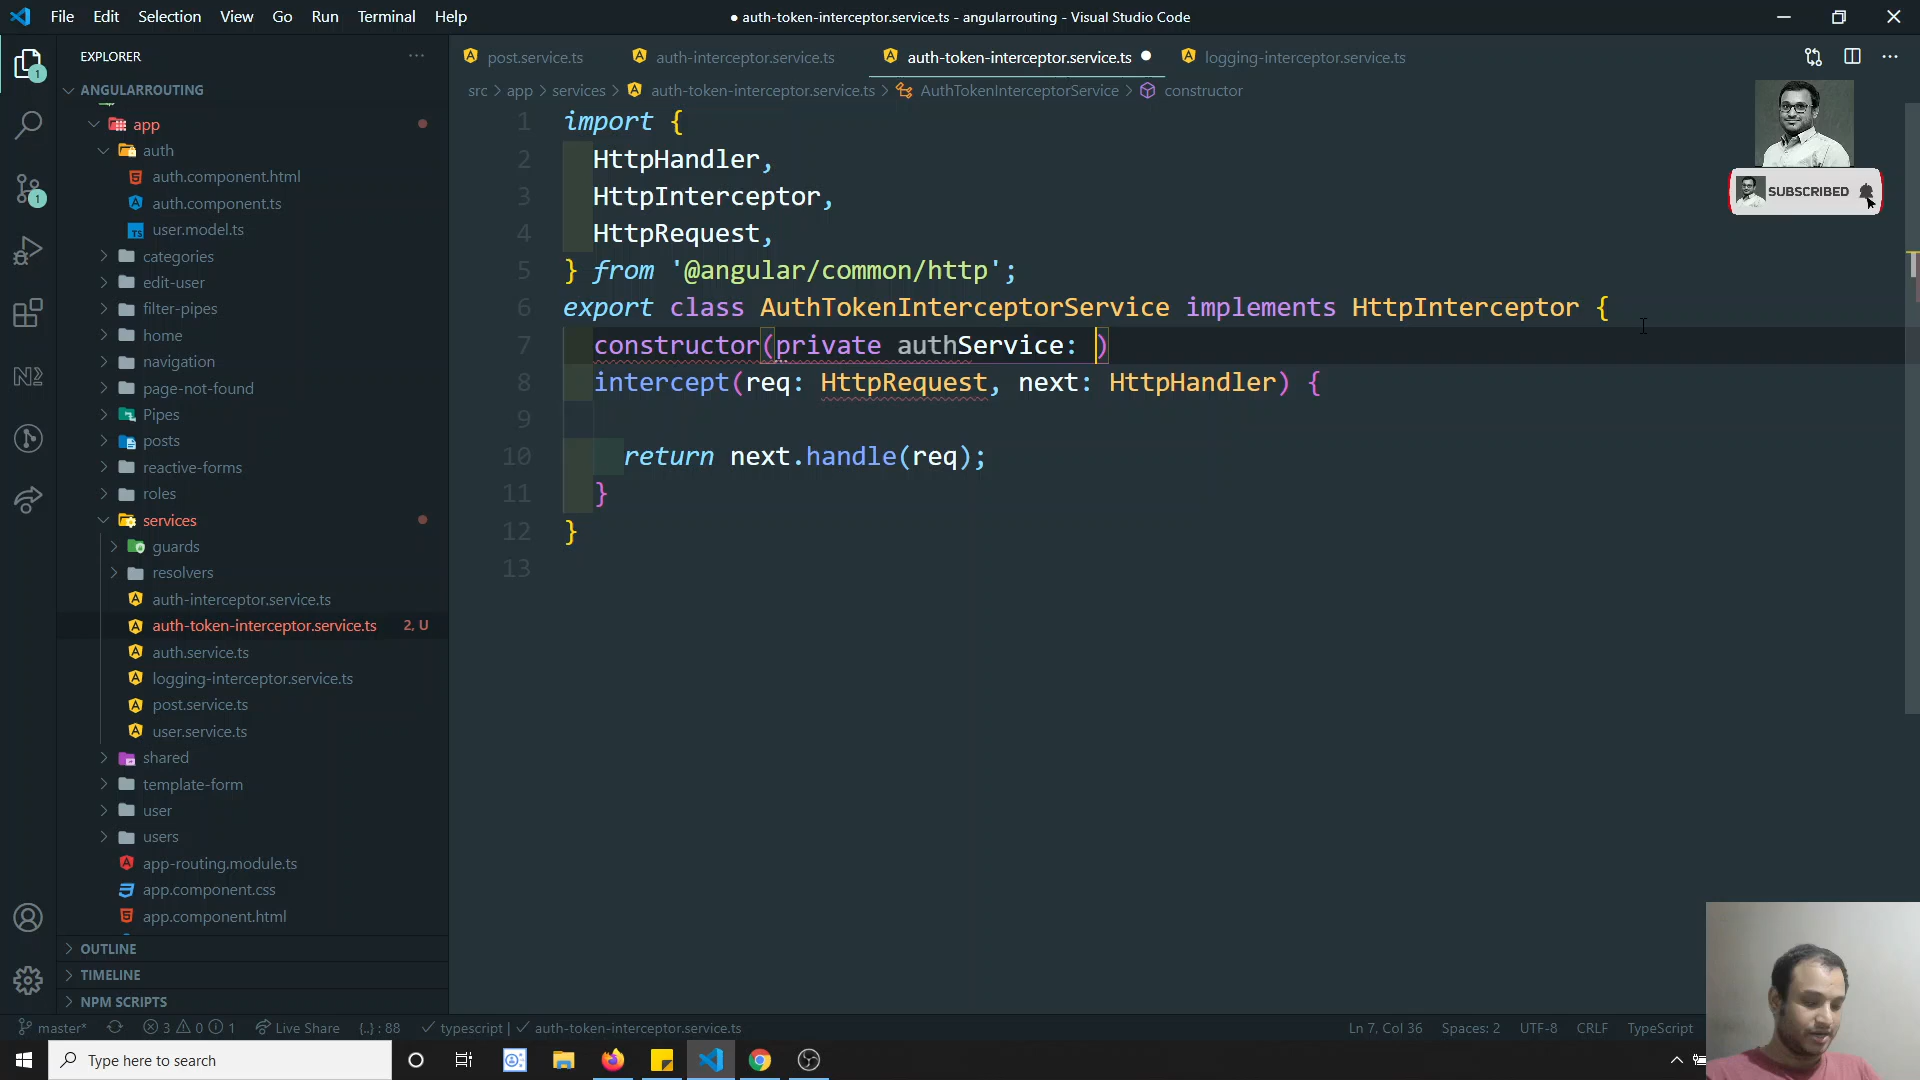 File Edit Selection View Go Run Terminal Help
● auth-token-interceptor.service.ts - angularrouting - Visual Studio Code
EXPLORER
post.service.ts auth-interceptor.service.ts auth-token-interceptor.service.ts ● logging-interceptor.service.ts
src > app > services > auth-token-interceptor.service.ts > AuthTokenInterceptorService > constructor
SUBSCRIBED
1 import {
2 HttpHandler,
3 HttpInterceptor,
4 HttpRequest,
5 } from '@angular/common/http';
6 export class AuthTokenInterceptorService implements HttpInterceptor {
7 constructor(private authService: )
8 intercept(req: HttpRequest, next: HttpHandler) {
9
10 return next.handle(req);
11 }
12 }
13
ANGULARROUTING
app
auth
auth.component.html
auth.component.ts
user.model.ts
categories
edit-user
filter-pipes
home
navigation
page-not-found
Pipes
posts
reactive-forms
roles
services
guards
resolvers
auth-interceptor.service.ts
auth-token-interceptor.service.ts 2, U
auth.service.ts
logging-interceptor.service.ts
post.service.ts
user.service.ts
shared
template-form
user
users
app-routing.module.ts
app.component.css
app.component.html
OUTLINE
TIMELINE
NPM SCRIPTS
master* 3 0 1 Live Share {..} : 88 typescript | auth-token-interceptor.service.ts Ln 7, Col 36 Spaces: 2 UTF-8 CRLF TypeScript
Type here to search